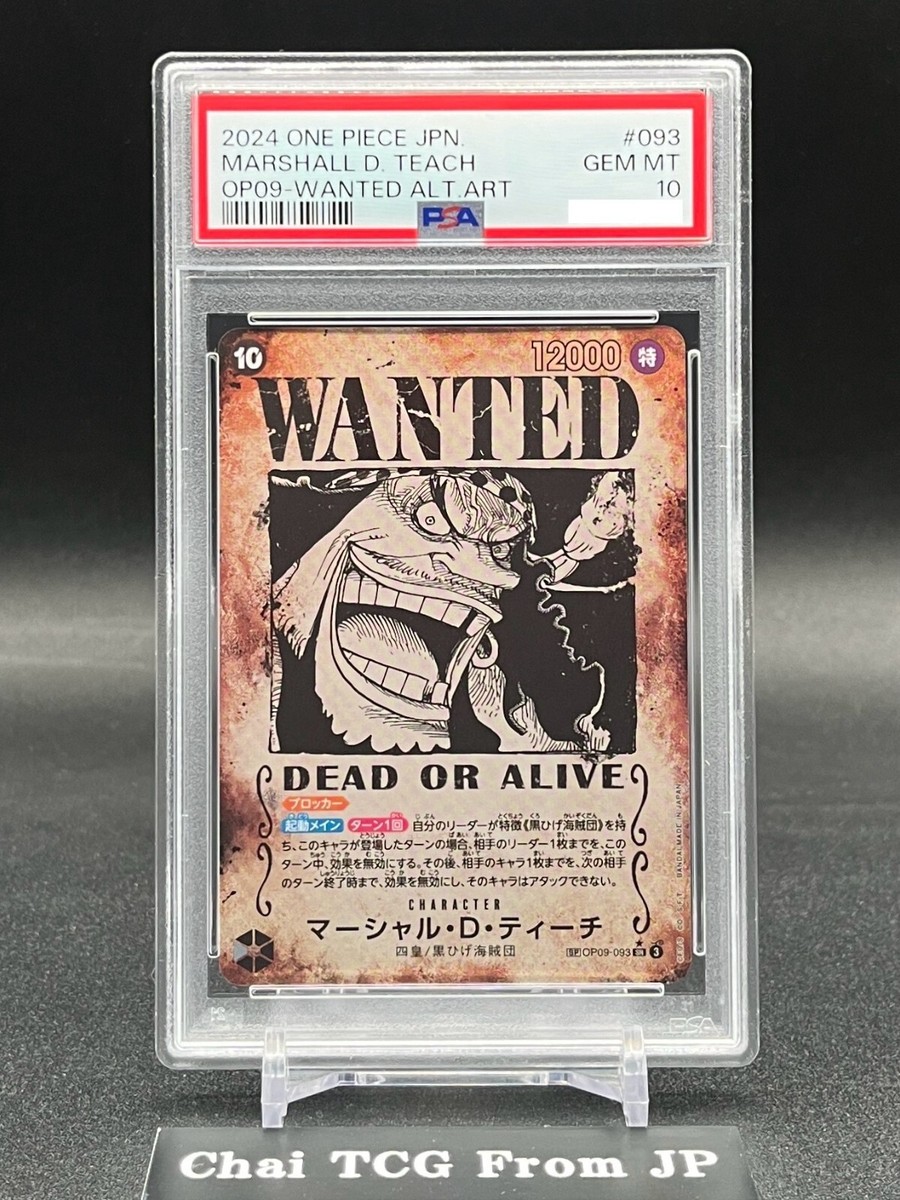 2024 ONE PIECE JPN. #093
MARSHALL D. TEACH GEM MT
OP09-WANTED ALT.ART 10
PSA
10 12000 特
WANTED
DEAD OR ALIVE
ブロッカー
起動メイン ターン1回 自分のリーダーが特徴《黒ひげ海賊団》を持
ち、このキャラが登場したターンの場合、相手のリーダー1枚までを、この
ターン中、効果を無効にする。その後、相手のキャラ1枚までを、次の相手
のターン終了時まで、効果を無効にし、そのキャラはアタックできない。
CHARACTER
マーシャル・D・ティーチ
四皇/黒ひげ海賊団
SP OP09-093 SR 3
BANDAI MADE IN JAPAN
PSA
Chai TCG From JP